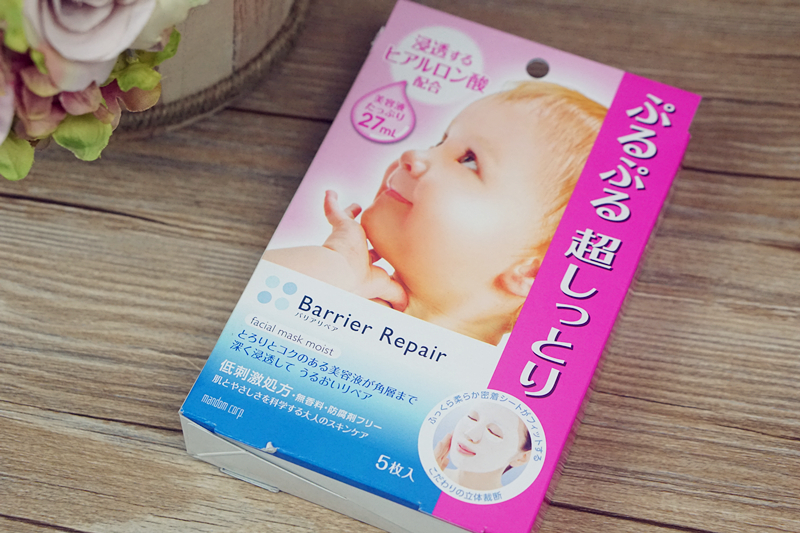 浸透する
ヒアルロン酸
配合
美容液
たっぷり
27mL
ぷるぷる 超しっとり
Barrier Repair
バリアリペア
facial mask moist
とろりとコクのある美容液が角層まで
深く浸透して うるおいリペア
低刺激処方・無香料・防腐剤フリー
肌とやさしさを科学する大人のスキンケア
mandom corp.
5枚入
ふっくら柔らか密着シートがフィットする
こだわりの立体裁断